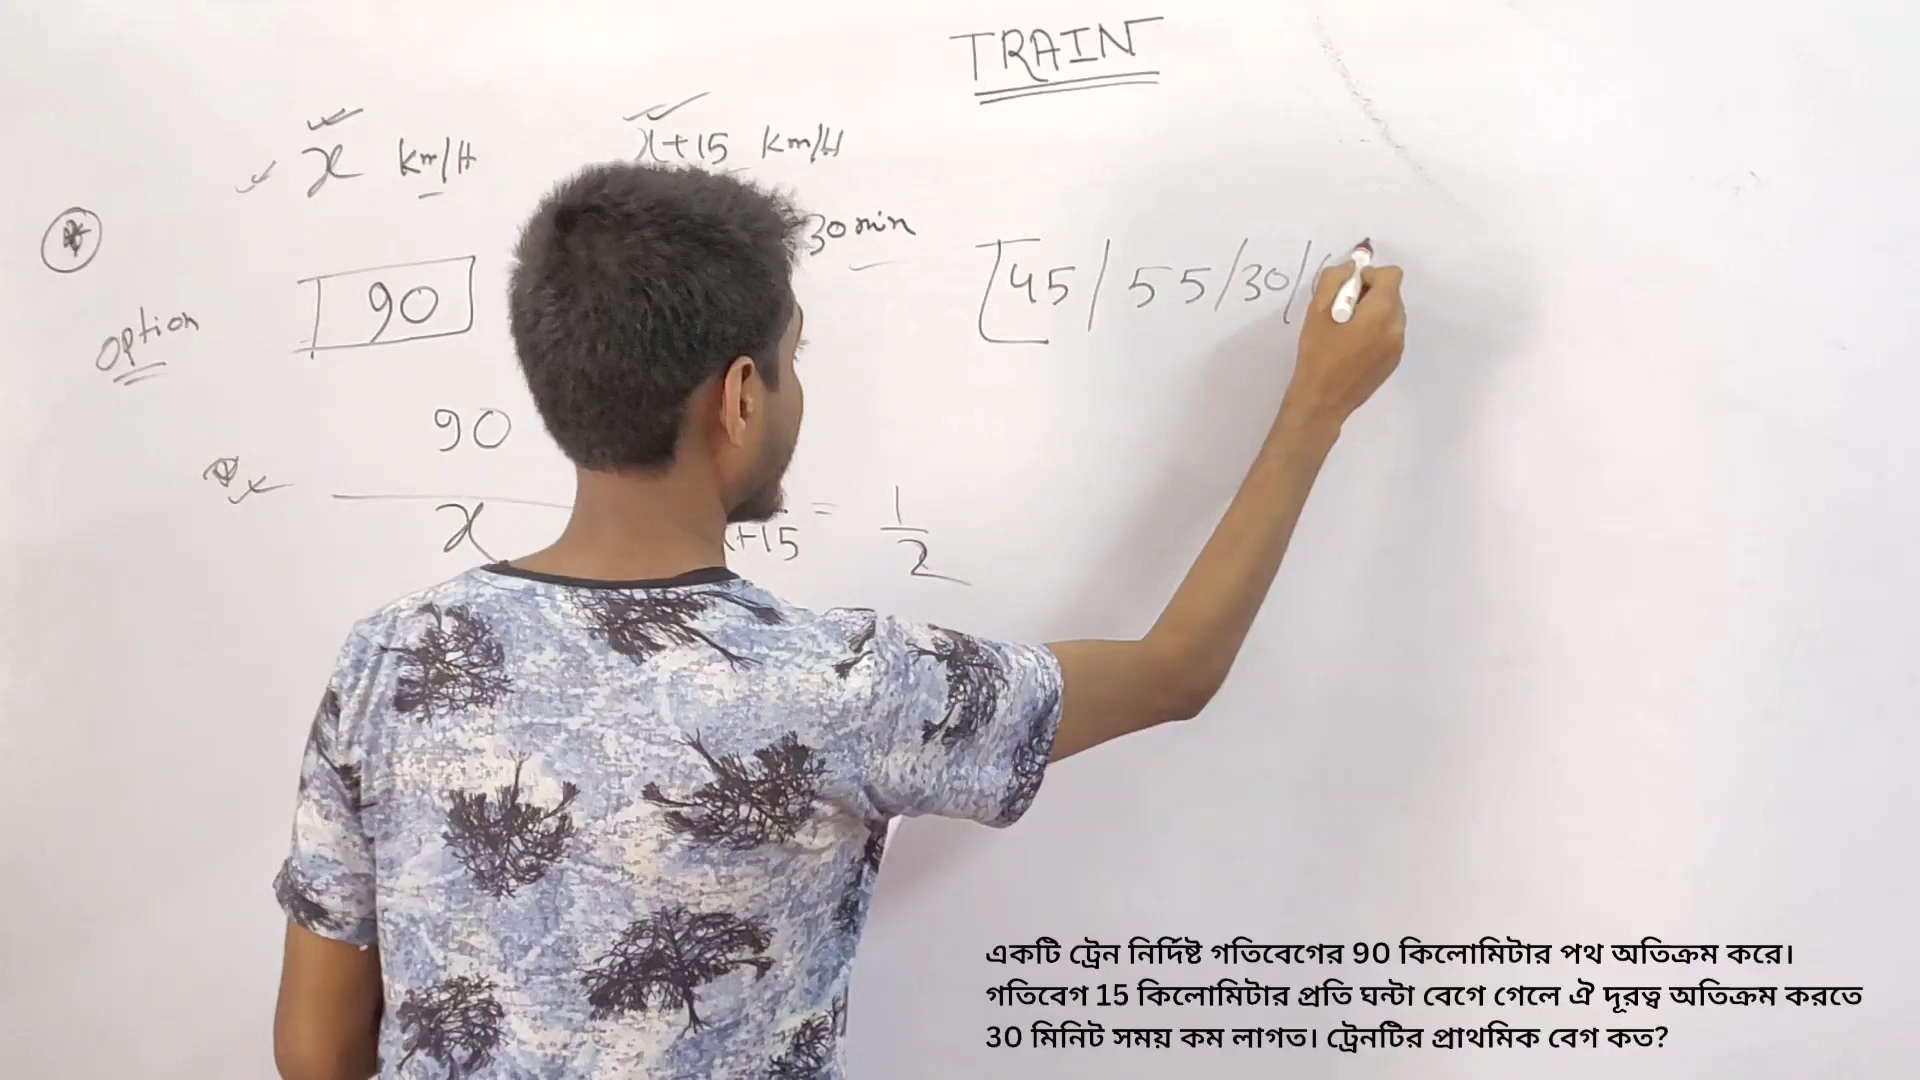 TRAIN
x km/H x+15 km/H
30 min
option 90
[45/55/30/
90
x x+15 = 1/2
একটি ট্রেন নির্দিষ্ট গতিবেগের 90 কিলোমিটার পথ অতিক্রম করে।
গতিবেগ 15 কিলোমিটার প্রতি ঘন্টা বেগে গেলে ঐ দূরত্ব অতিক্রম করতে
30 মিনিট সময় কম লাগত। ট্রেনটির প্রাথমিক বেগ কত?